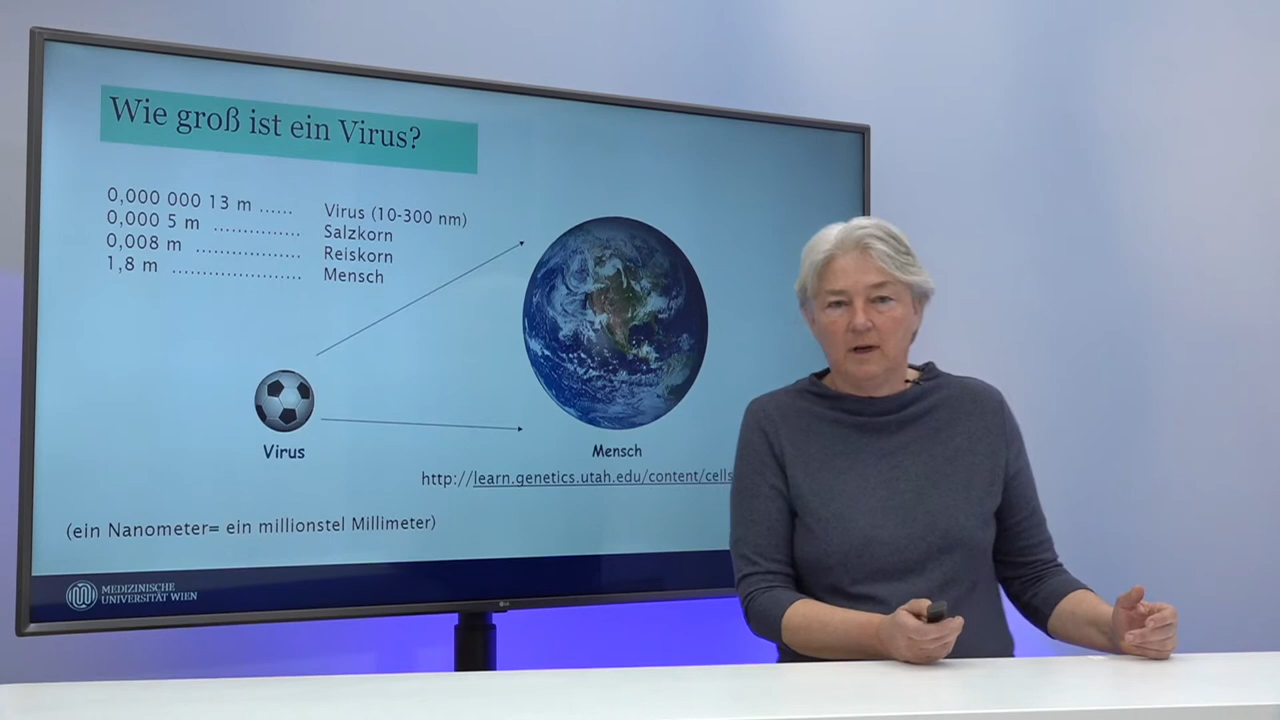 Wie groß ist ein Virus?
0,000 000 13 m ...... Virus (10-300 nm)
0,000 5 m ............... Salzkorn
0,008 m .................. Reiskorn
1,8 m ...................... Mensch
Virus
Mensch
http://learn.genetics.utah.edu/content/cells
(ein Nanometer= ein millionstel Millimeter)
MEDIZINISCHE
UNIVERSITÄT WIEN
LG